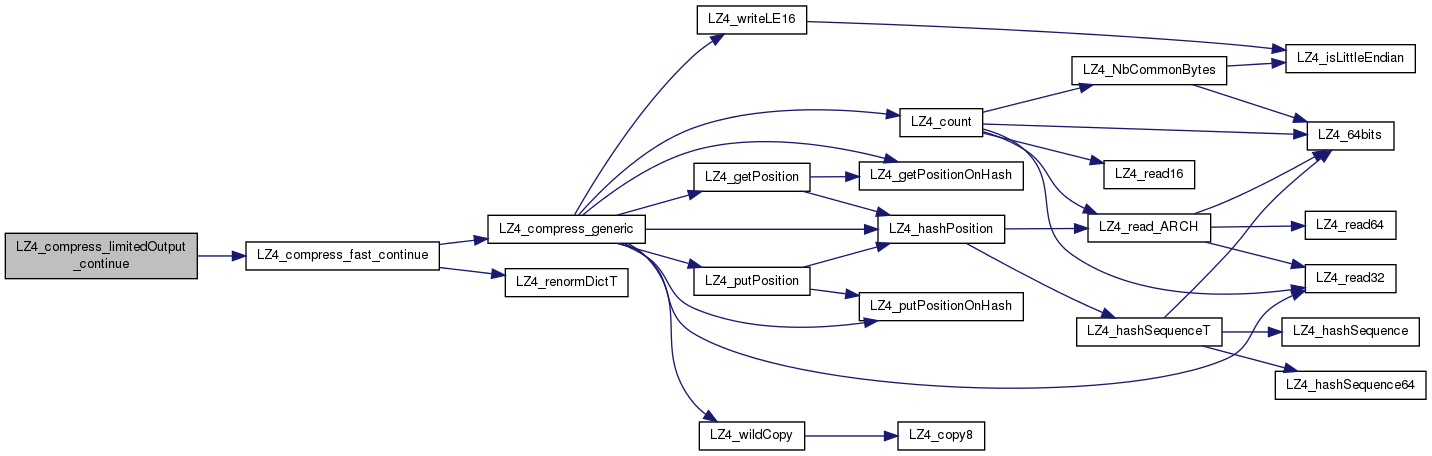 LZ4_writeLE16
LZ4_isLittleEndian
LZ4_NbCommonBytes
LZ4_count
LZ4_64bits
LZ4_getPosition
LZ4_getPositionOnHash
LZ4_read16
LZ4_compress_generic
LZ4_hashPosition
LZ4_read_ARCH
LZ4_read64
LZ4_compress_limitedOutput
_continue
LZ4_compress_fast_continue
LZ4_renormDictT
LZ4_putPosition
LZ4_read32
LZ4_putPositionOnHash
LZ4_hashSequenceT
LZ4_hashSequence
LZ4_hashSequence64
LZ4_wildCopy
LZ4_copy8